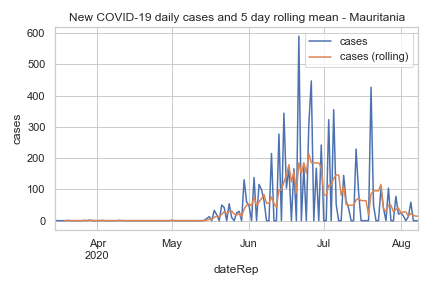 New COVID-19 daily cases and 5 day rolling mean - Mauritania
cases
cases (rolling)
600
500
400
300
200
100
0
cases
Apr
2020
May
Jun
Jul
Aug
dateRep